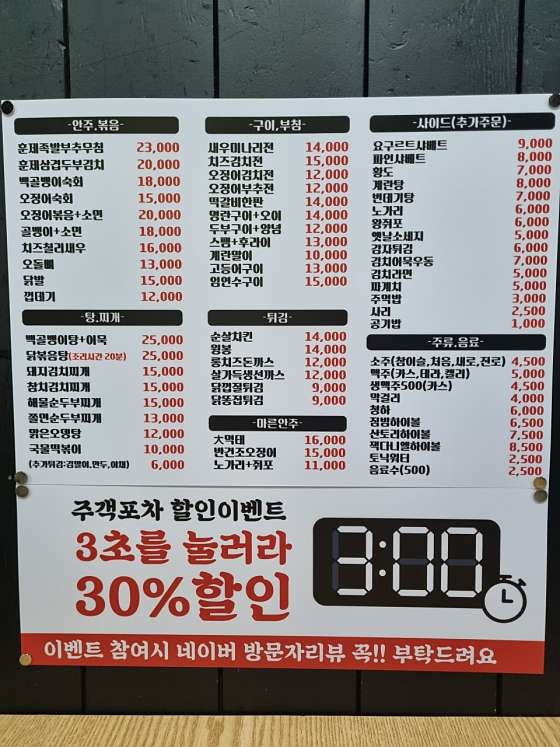 -안주,볶음-
훈제족발부추무침 23,000
훈제삼겹두부김치 20,000
백골뱅이숙회 18,000
오징어숙회 15,000
오징어볶음+소면 20,000
골뱅이+소면 18,000
치즈칠리새우 16,000
오돌뼈 13,000
닭발 15,000
껍데기 12,000
-탕.찌개-
백골뱅이탕+어묵 25,000
닭볶음탕(조리시간 20분) 25,000
돼지김치찌개 15,000
참치김치찌개 15,000
해물순두부찌개 15,000
쫄면순두부찌개 13,000
맑은오뎅탕 12,000
국물떡볶이 10,000
(추가튀김:김말이,만두,야채) 6,000
-구이,부침-
새우미나리전 14,000
치즈김치전 15,000
오징어김치전 12,000
오징어부추전 12,000
떡갈비한판 14,000
명란구이+오이 14,000
두부구이+양념 12,000
스팸+후라이 13,000
계란말이 10,000
고등어구이 13,000
임연수구이 15,000
-튀김-
순살치킨 14,000
윙봉 14,000
롱치즈돈까스 12,000
살가득생선까스 12,000
닭껍질튀김 9,000
닭똥집튀김 9,000
-마른안주-
大먹태 16,000
반건조오징어 15,000
노가리+쥐포 11,000
-사이드(추가주문)-
요구르트샤베트 9,000
파인샤베트 8,000
황도 7,000
계란탕 8,000
번데기탕 7,000
노가리 6,000
왕쥐포 6,000
옛날소세지 5,000
감자튀김 6,000
김치어묵우동 7,000
김치라면 5,000
짜계치 5,000
주먹밥 3,000
사리 2,500
공기밥 1,000
-주류,음료-
소주(참이슬,처음,새로,진로) 4,500
맥주(카스,테라,켈리) 5,000
생맥주500(카스) 4,500
막걸리 4,000
청하 6,000
짐빔하이볼 6,500
산토리하이볼 7,500
잭다니엘하이볼 8,500
토닉워터 2,500
음료수(500) 2,500
주객포차 할인이벤트
3초를 눌러라
30%할인
3:00
이벤트 참여시 네이버 방문자리뷰 꼭!! 부탁드려요